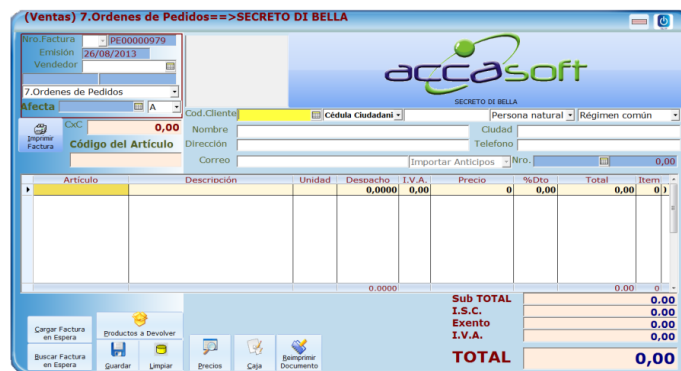 (Ventas) 7.Ordenes de Pedidos==>SECRETO DI BELLA
Nro.Factura - PE00000979
Emisión 26/08/2013
Vendedor
7.Ordenes de Pedidos
Afecta A
accasoft
SECRETO DI BELLA
Imprimir Factura
CxC 0,00
Código del Artículo
Cod.Cliente Cédula Ciudadani Persona natural Régimen común
Nombre Ciudad
Dirección Telefono
Correo Importar Anticipos Nro. 0,00
Artículo Descripción Unidad Despacho I.V.A. Precio %Dto Total Item
0,0000 0,00 0 0,00 0,00 0
0.0000 0.00 0
Sub TOTAL 0.00
I.S.C. 0.00
Exento 0.00
I.V.A. 0,00
TOTAL 0,00
Cargar Factura en Espera
Productos a Devolver
Buscar Factura en Espera
Guardar
Limpiar
Precios
Caja
Reimprimir Documento